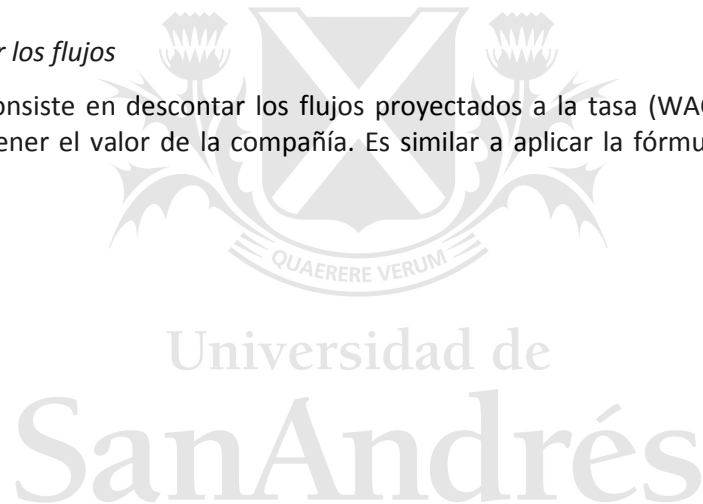 r los flujos
onsiste en descontar los flujos proyectados a la tasa (WAC
ener el valor de la compañía. Es similar a aplicar la fórmu
QUAERERE VERUM
Universidad de
SanAndrés